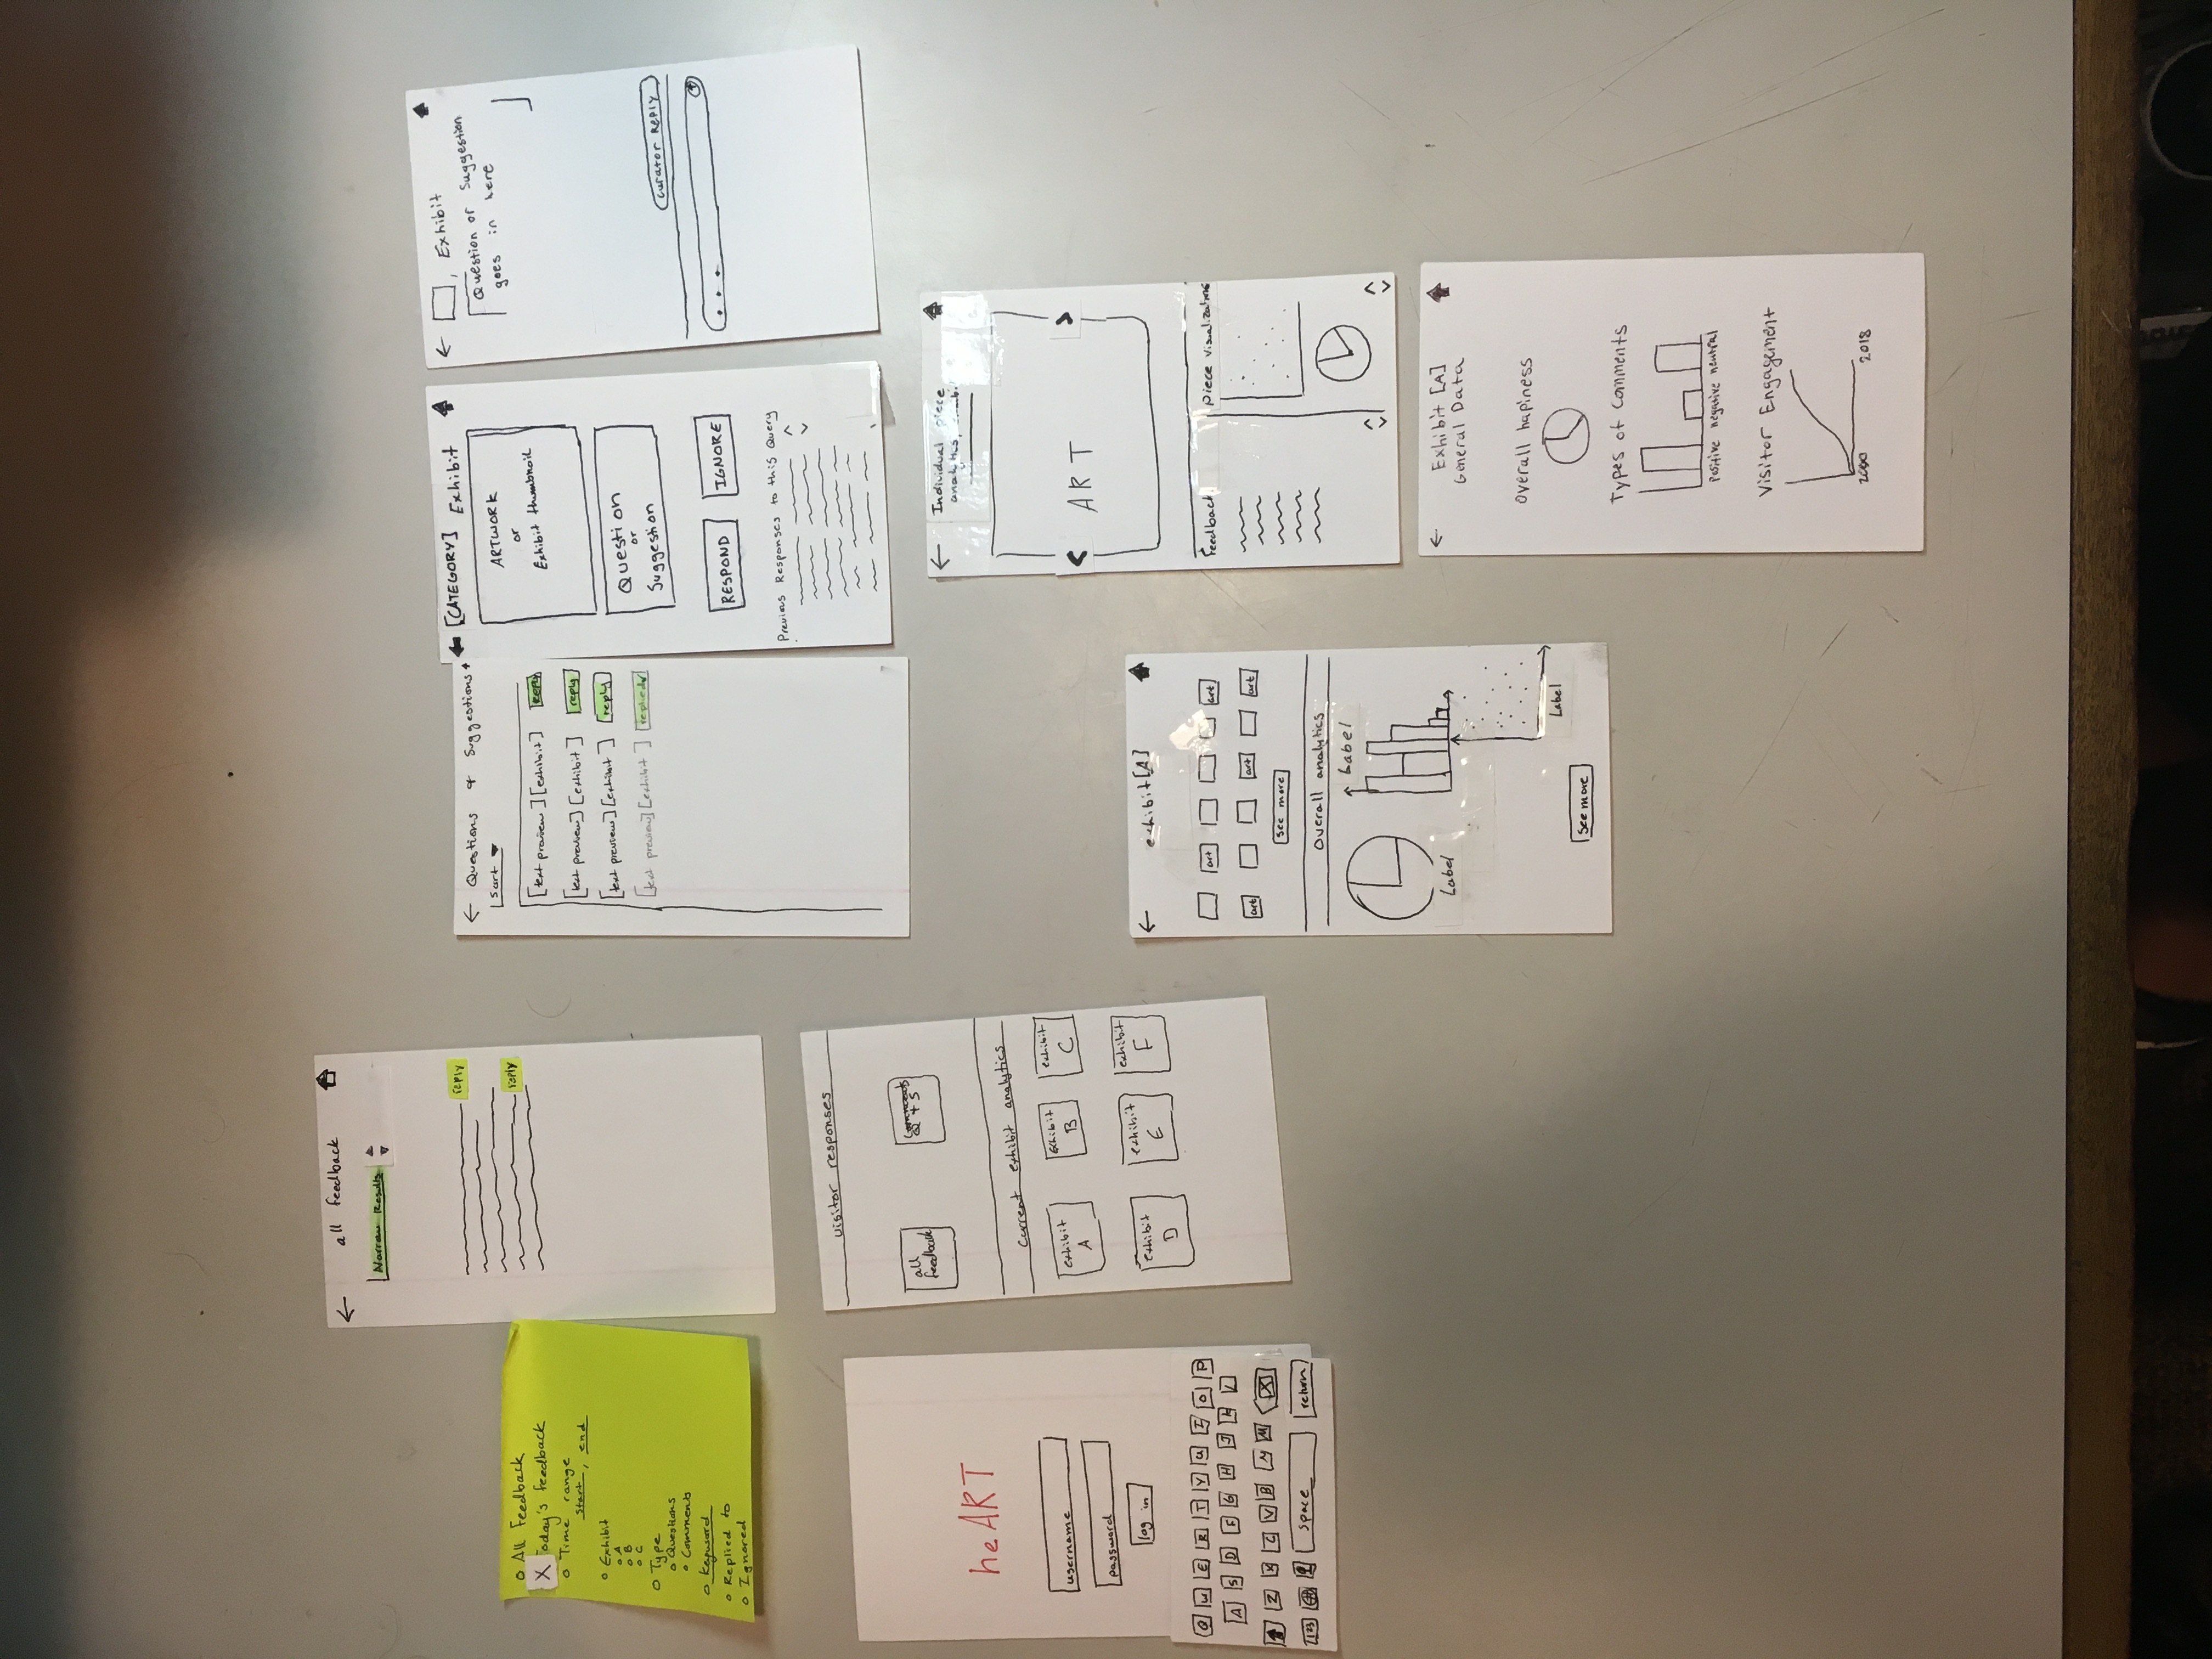 all feedback
Narrow Results
reply
reply
All Feedback
X Today's feedback
Time range
start, end
Exhibit
A
B
C
Type
Questions
Comments
Keyword
Replied to
Ignored
Questions & Suggestions
Sort
[text preview] [exhibit] reply
[text preview] [exhibit] reply
[text preview] [exhibit] reply
[text preview] [exhibit] replied
[CATEGORY] Exhibit
ARTWORK
or
Exhibit thumbnail
Question
or
Suggestion
RESPOND IGNORE
Previous Responses to this Query
, Exhibit
Question or Suggestion
goes in here
curator Reply
...
heART
username
password
log in
Q W E R T Y U I O P
A S D F G H J K L
Z X C V B N M X
123 space return
visitor responses
all
feedback
Comments
Q + S
Current exhibit analytics
exhibit
A
exhibit
B
exhibit
C
exhibit
D
exhibit
E
exhibit
F
exhibit [A]
art art
art art art
see more
Overall analytics
Label
Label
Label
see more
Individual piece
analytics,
< ART >
Feedback
piece visualizations
Exhibit [A]
General Data
Overall hapiness
Types of Comments
positive negative neutral
Visitor Engagement
2000 2018